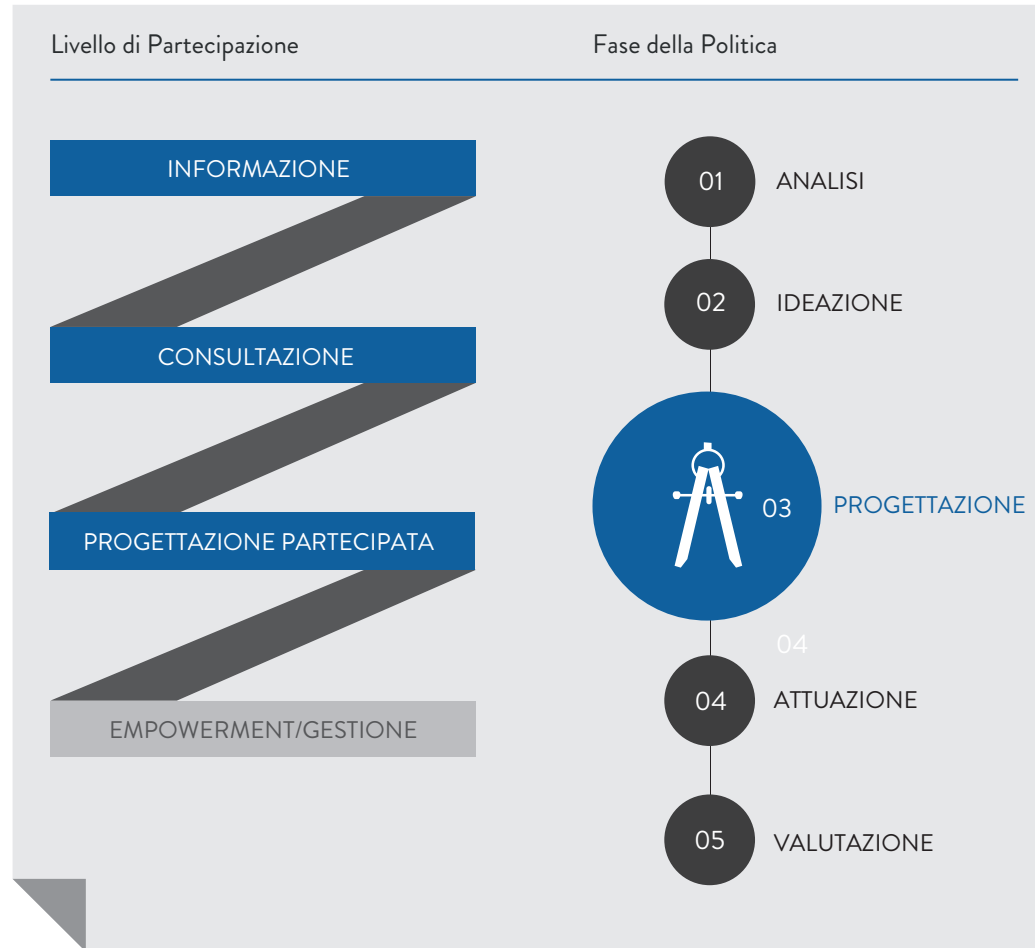 Livello di Partecipazione
Fase della Politica
INFORMAZIONE
CONSULTAZIONE
PROGETTAZIONE PARTECIPATA
EMPOWERMENT/GESTIONE
01 ANALISI
02 IDEAZIONE
03 PROGETTAZIONE
04
04 ATTUAZIONE
05 VALUTAZIONE